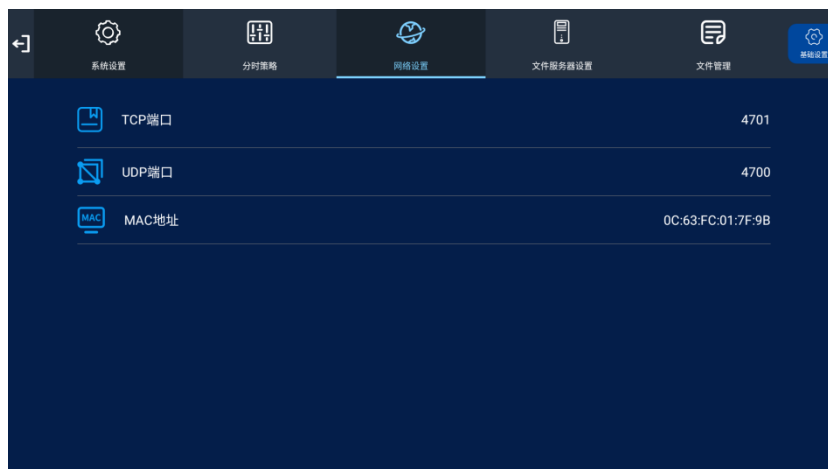 系统设置
分时策略
网络设置
文件服务器设置
文件管理
基础设置
TCP端口
4701
UDP端口
4700
MAC
MAC地址
0C:63:FC:01:7F:9B